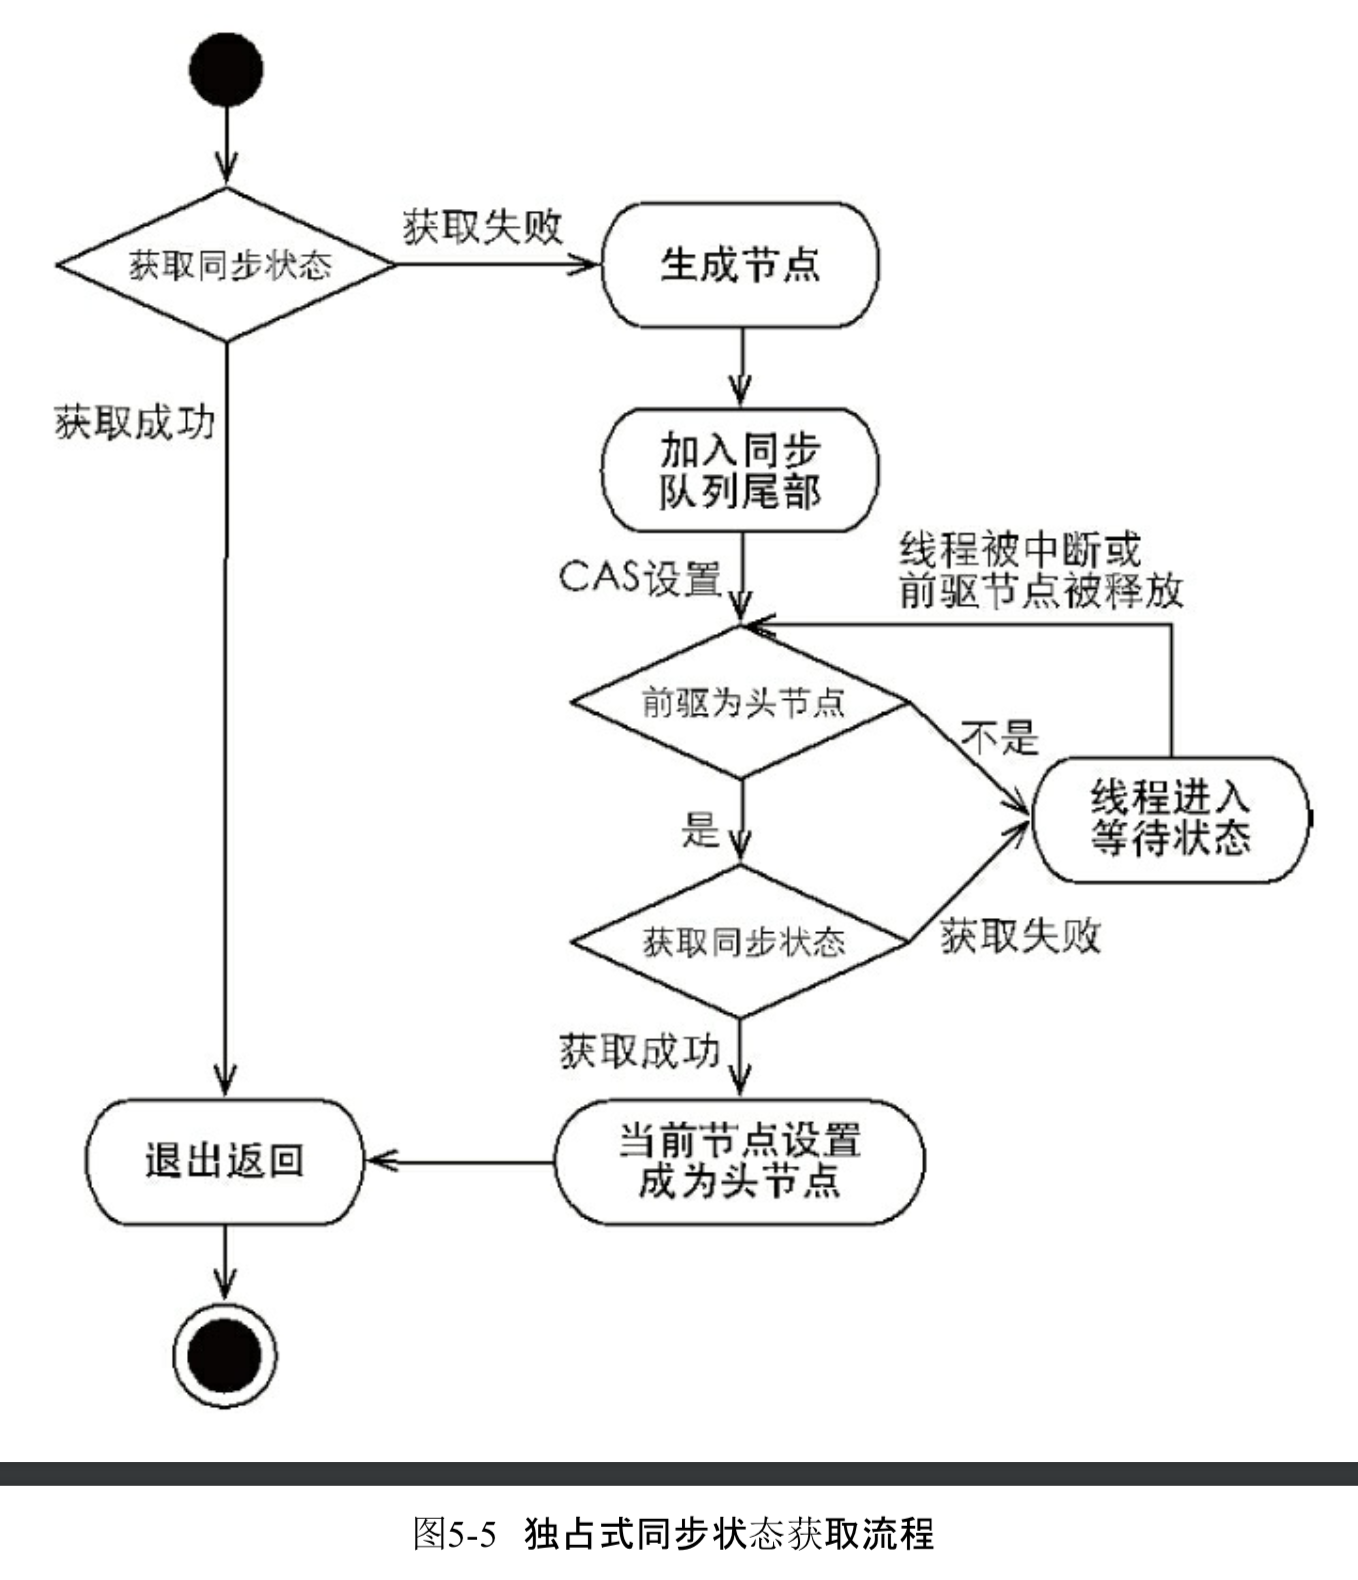 获取同步状态
获取失败
生成节点
获取成功
加入同步
队列尾部
CAS设置
线程被中断或
前驱节点被释放
前驱为头节点
不是
线程进入
等待状态
是
获取同步状态
获取失败
获取成功
当前节点设置
成为头节点
退出返回
图5-5 独占式同步状态获取流程